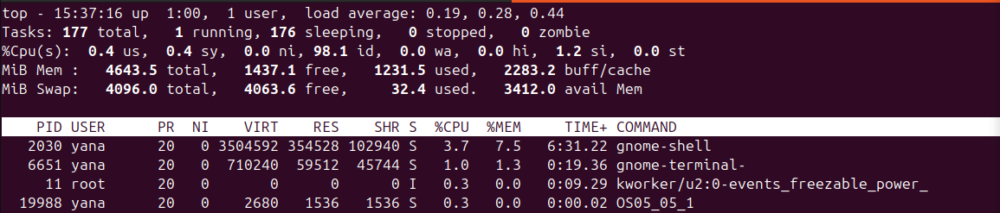 top - 15:37:16 up  1:00,  1 user,  load average: 0.19, 0.28, 0.44
Tasks: 177 total,   1 running, 176 sleeping,   0 stopped,   0 zombie
%Cpu(s):  0.4 us,  0.4 sy,  0.0 ni, 98.1 id,  0.0 wa,  0.0 hi,  1.2 si,  0.0 st
MiB Mem :   4643.5 total,   1437.1 free,   1231.5 used,   2283.2 buff/cache
MiB Swap:   4096.0 total,   4063.6 free,     32.4 used.   3412.0 avail Mem
PID USER      PR  NI    VIRT    RES    SHR S  %CPU  %MEM     TIME+ COMMAND
2030 yana      20   0 3504592 354528 102940 S   3.7   7.5   6:31.22 gnome-shell
6651 yana      20   0  710240  59512  45744 S   1.0   1.3   0:19.36 gnome-terminal-
11 root      20   0       0      0      0 I   0.3   0.0   0:09.29 kworker/u2:0-events_freezable_power_
19988 yana      20   0    2680   1536   1536 S   0.3   0.0   0:00.02 OS05_05_1